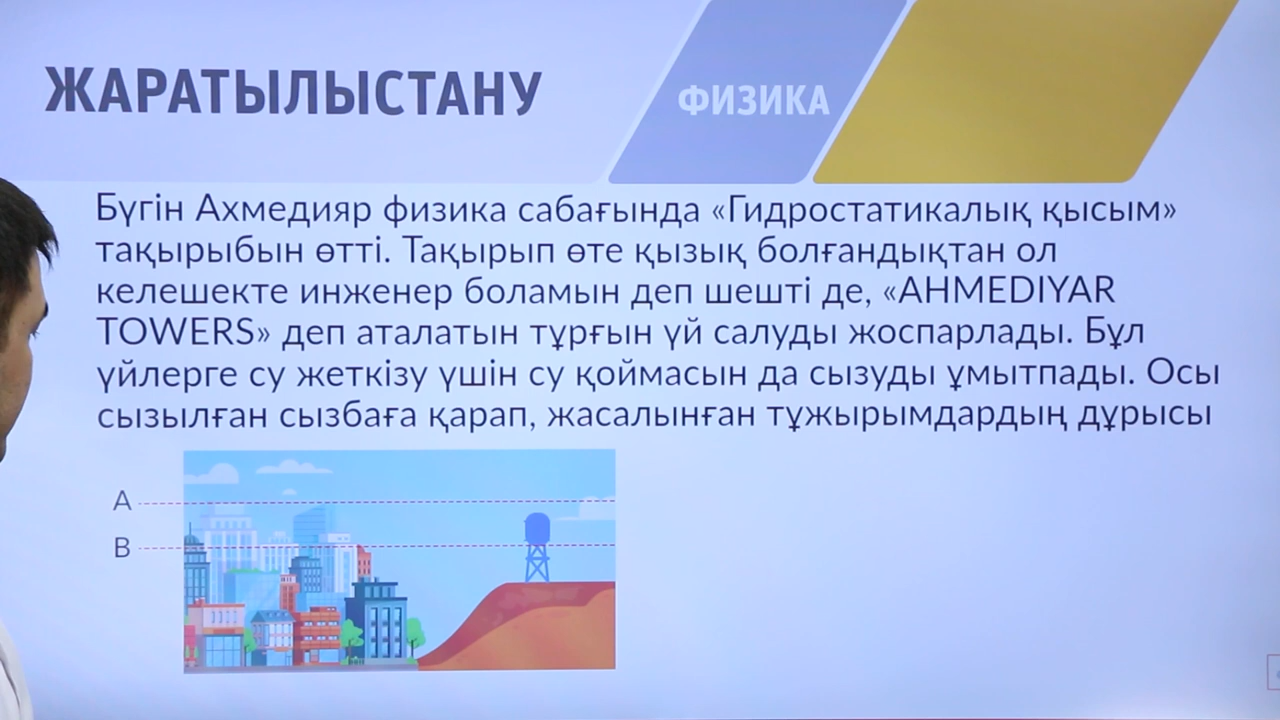 ЖАРАТЫЛЫСТАНУ
ФИЗИКА
Бүгін Ахмедияр физика сабағында «Гидростатикалық қысым»
тақырыбын өтті. Тақырып өте қызық болғандықтан ол
келешекте инженер боламын деп шешті де, «AHMEDIYAR
TOWERS» деп аталатын тұрғын үй салуды жоспарлады. Бұл
үйлерге су жеткізу үшін су қоймасын да сызуды ұмытпады. Осы
сызылған сызбаға қарап, жасалынған тұжырымдардың дұрысы
A
B